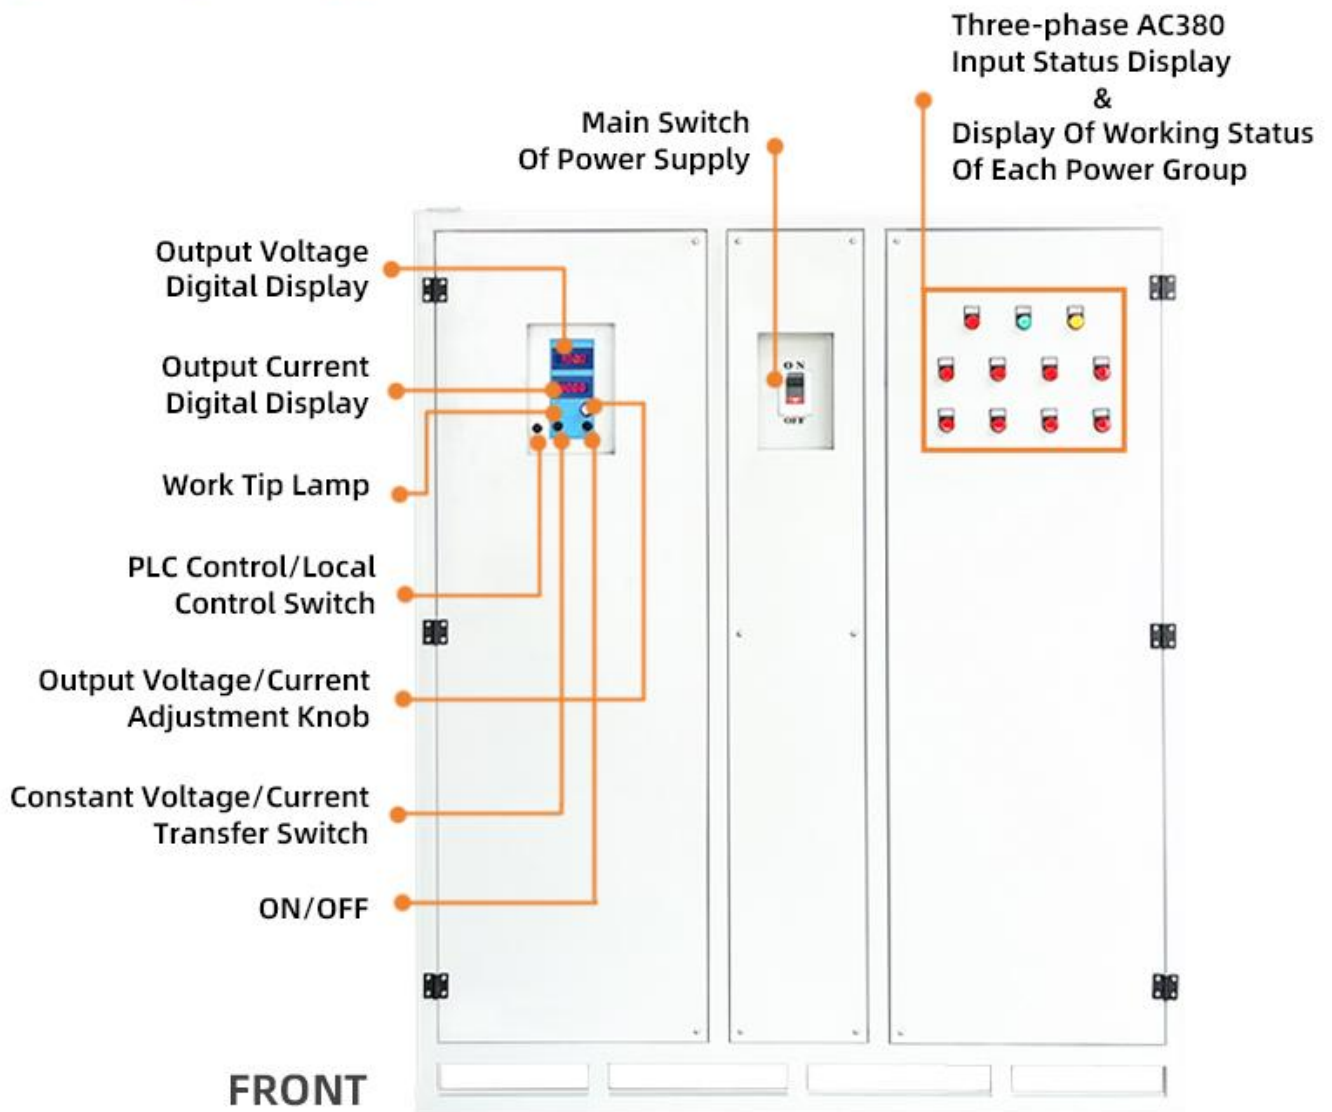 Three-phase AC380
Input Status Display
&
Display Of Working Status
Of Each Power Group
Main Switch
Of Power Supply
Output Voltage
Digital Display
Output Current
Digital Display
Work Tip Lamp
PLC Control/Local
Control Switch
Output Voltage/Current
Adjustment Knob
Constant Voltage/Current
Transfer Switch
ON/OFF
ON
OFF
FRONT